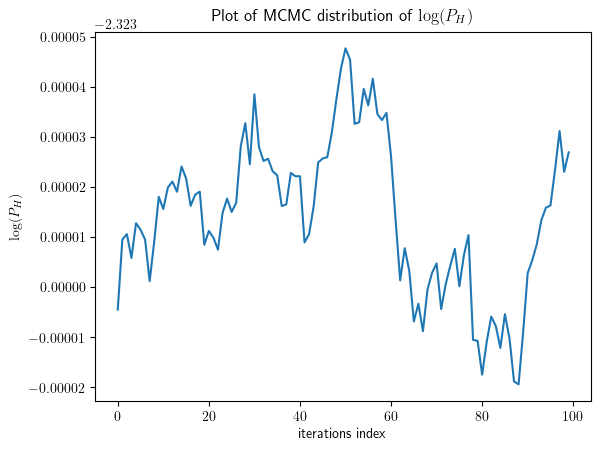 Plot of MCMC distribution of log(P_H)
−2.323
0.00005
0.00004
0.00003
0.00002
0.00001
0.00000
−0.00001
−0.00002
log(P_H)
0 20 40 60 80 100
iterations index